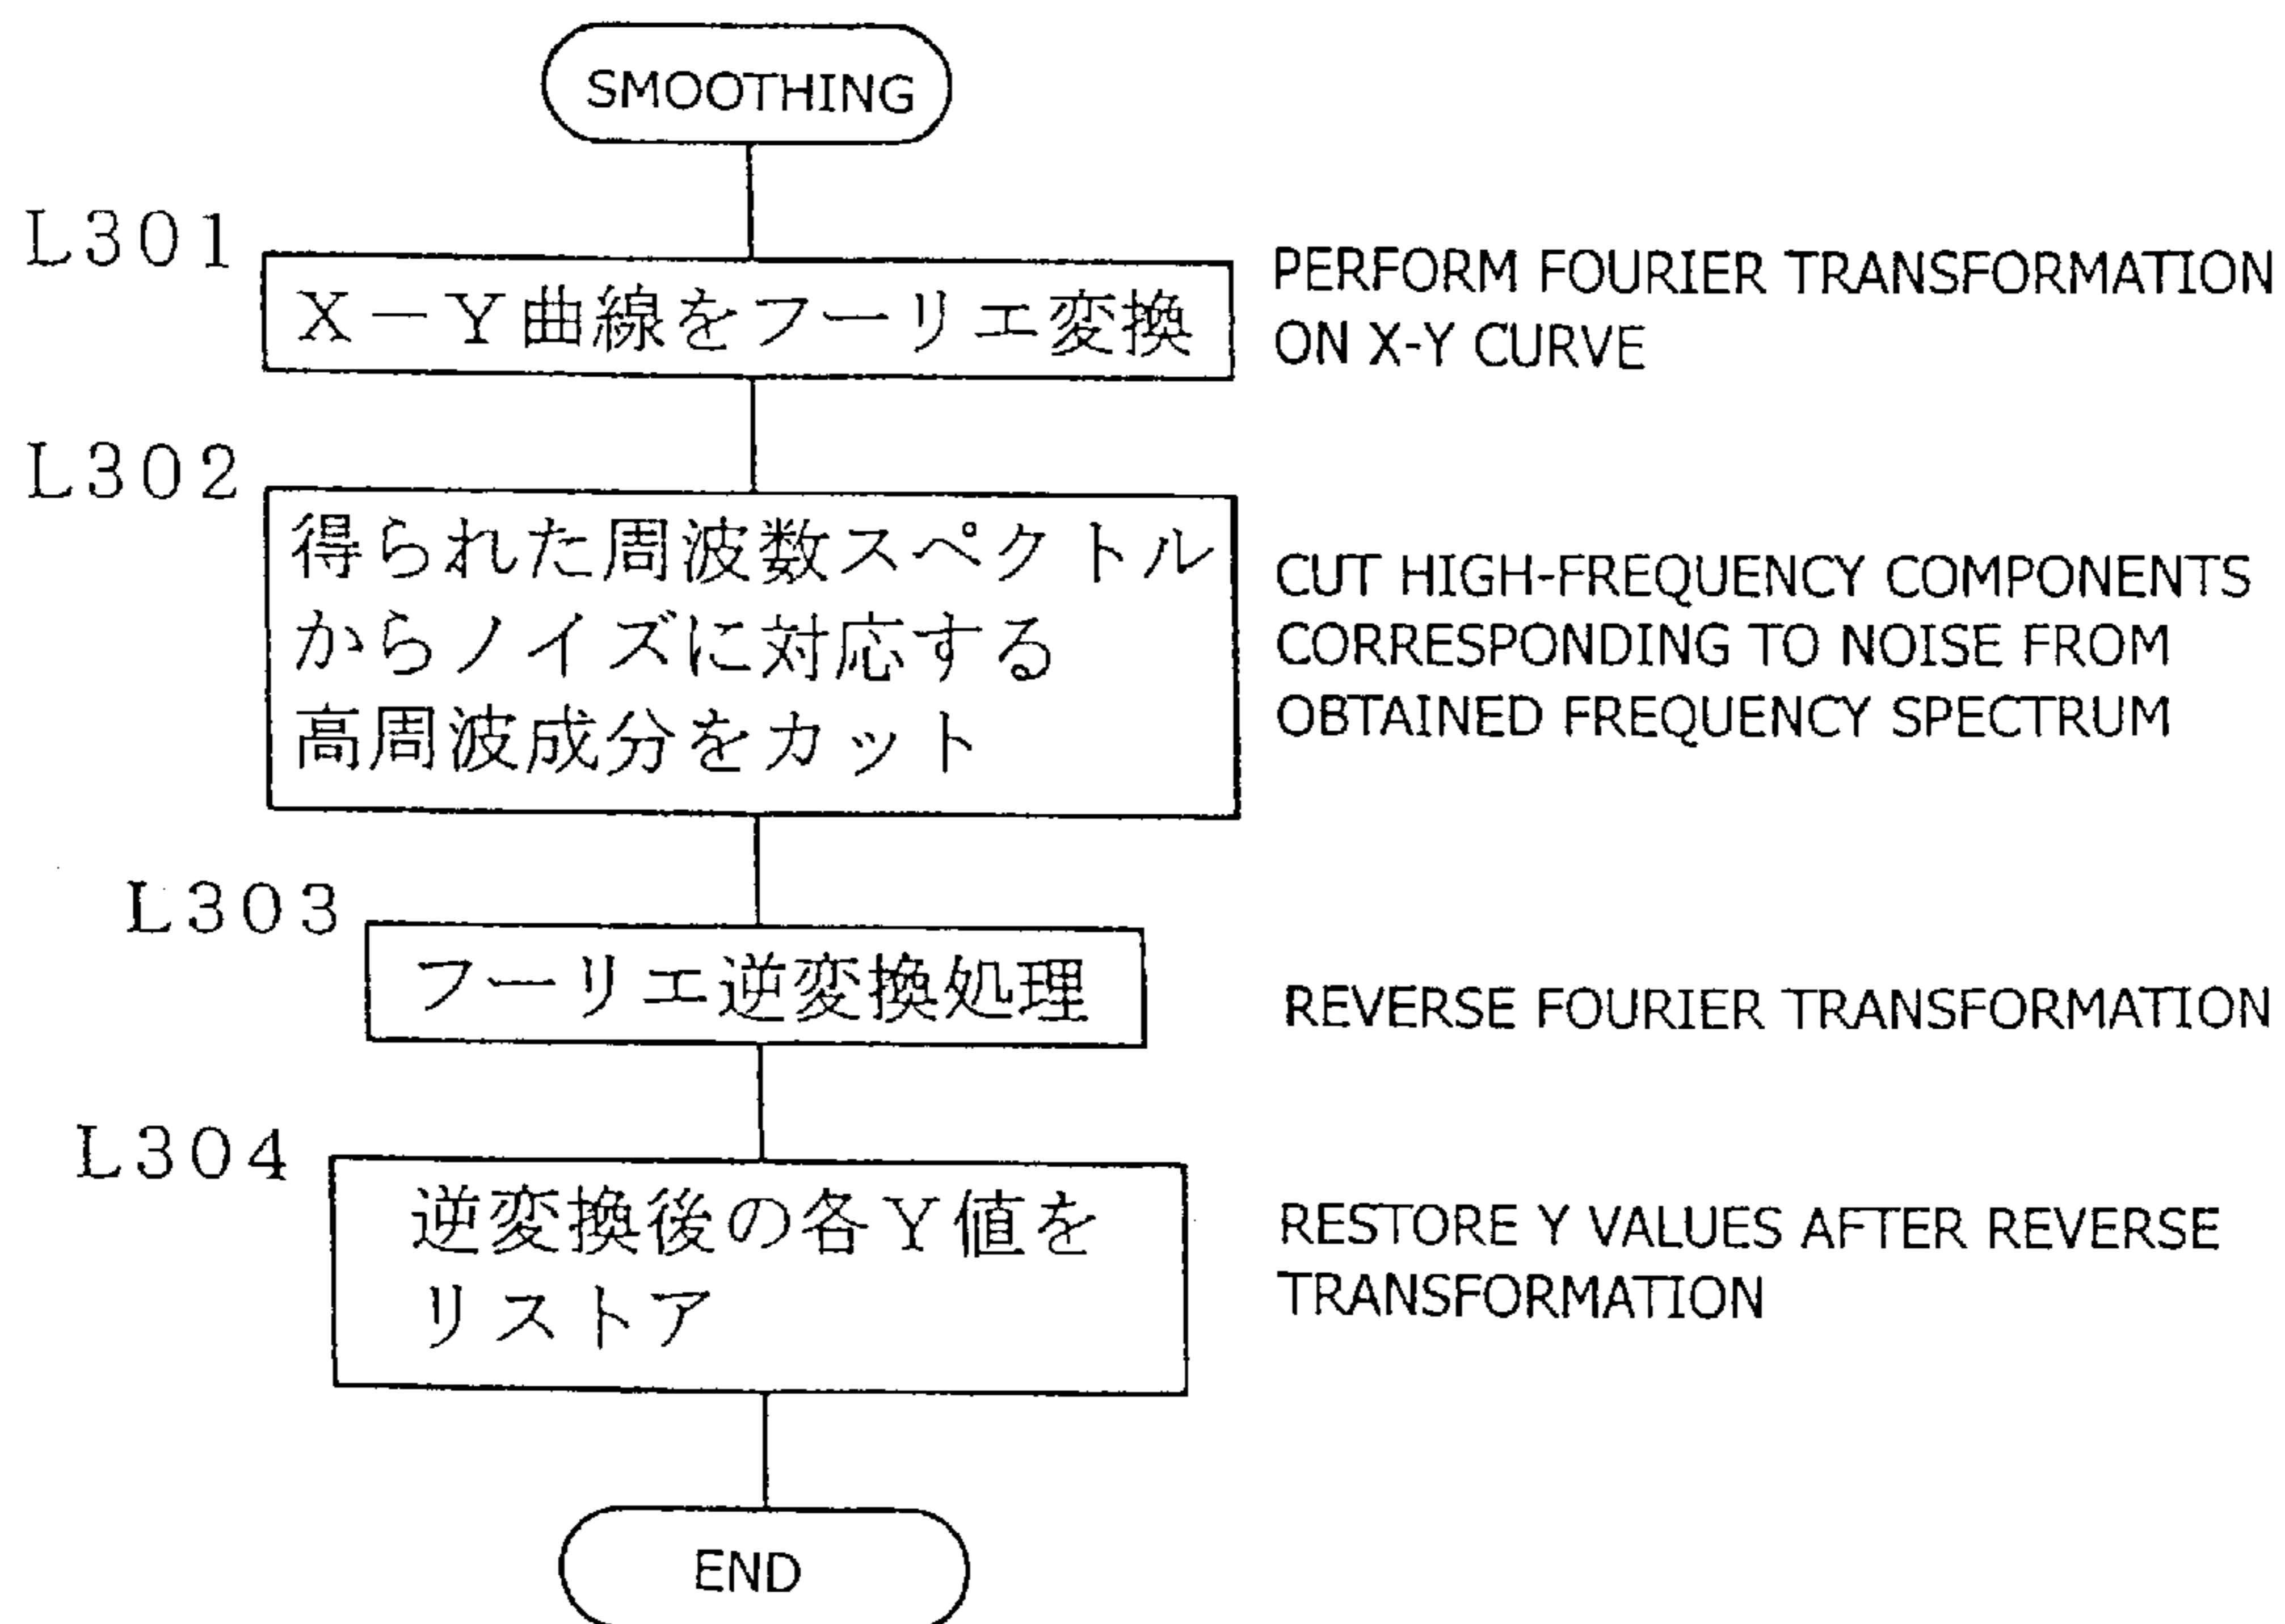 SMOOTHING
L301
X－Y曲線をフーリエ変換
PERFORM FOURIER TRANSFORMATION
ON X-Y CURVE
L302
得られた周波数スペクトル
からノイズに対応する
高周波成分をカット
CUT HIGH-FREQUENCY COMPONENTS
CORRESPONDING TO NOISE FROM
OBTAINED FREQUENCY SPECTRUM
L303
フーリエ逆変換処理
REVERSE FOURIER TRANSFORMATION
L304
逆変換後の各Y値を
リストア
RESTORE Y VALUES AFTER REVERSE
TRANSFORMATION
END